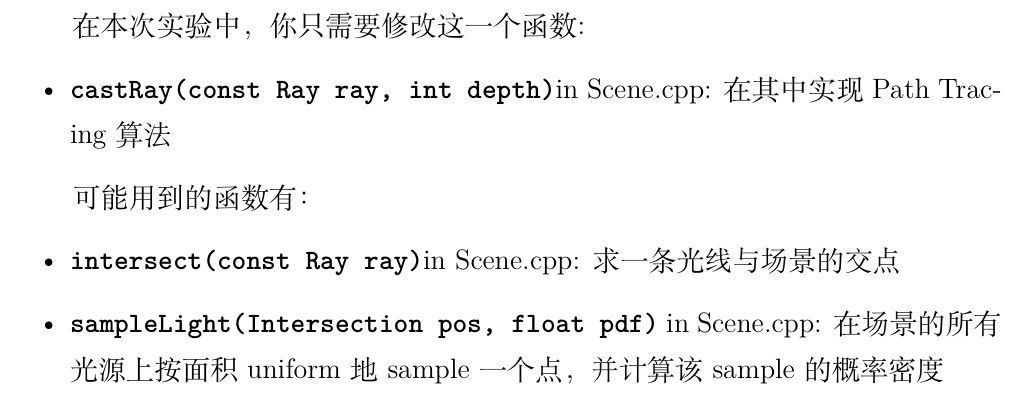 在本次实验中，你只需要修改这一个函数:
• castRay(const Ray ray, int depth)in Scene.cpp: 在其中实现 Path Trac-
ing 算法
可能用到的函数有：
• intersect(const Ray ray)in Scene.cpp: 求一条光线与场景的交点
• sampleLight(Intersection pos, float pdf) in Scene.cpp: 在场景的所有
光源上按面积 uniform 地 sample 一个点，并计算该 sample 的概率密度